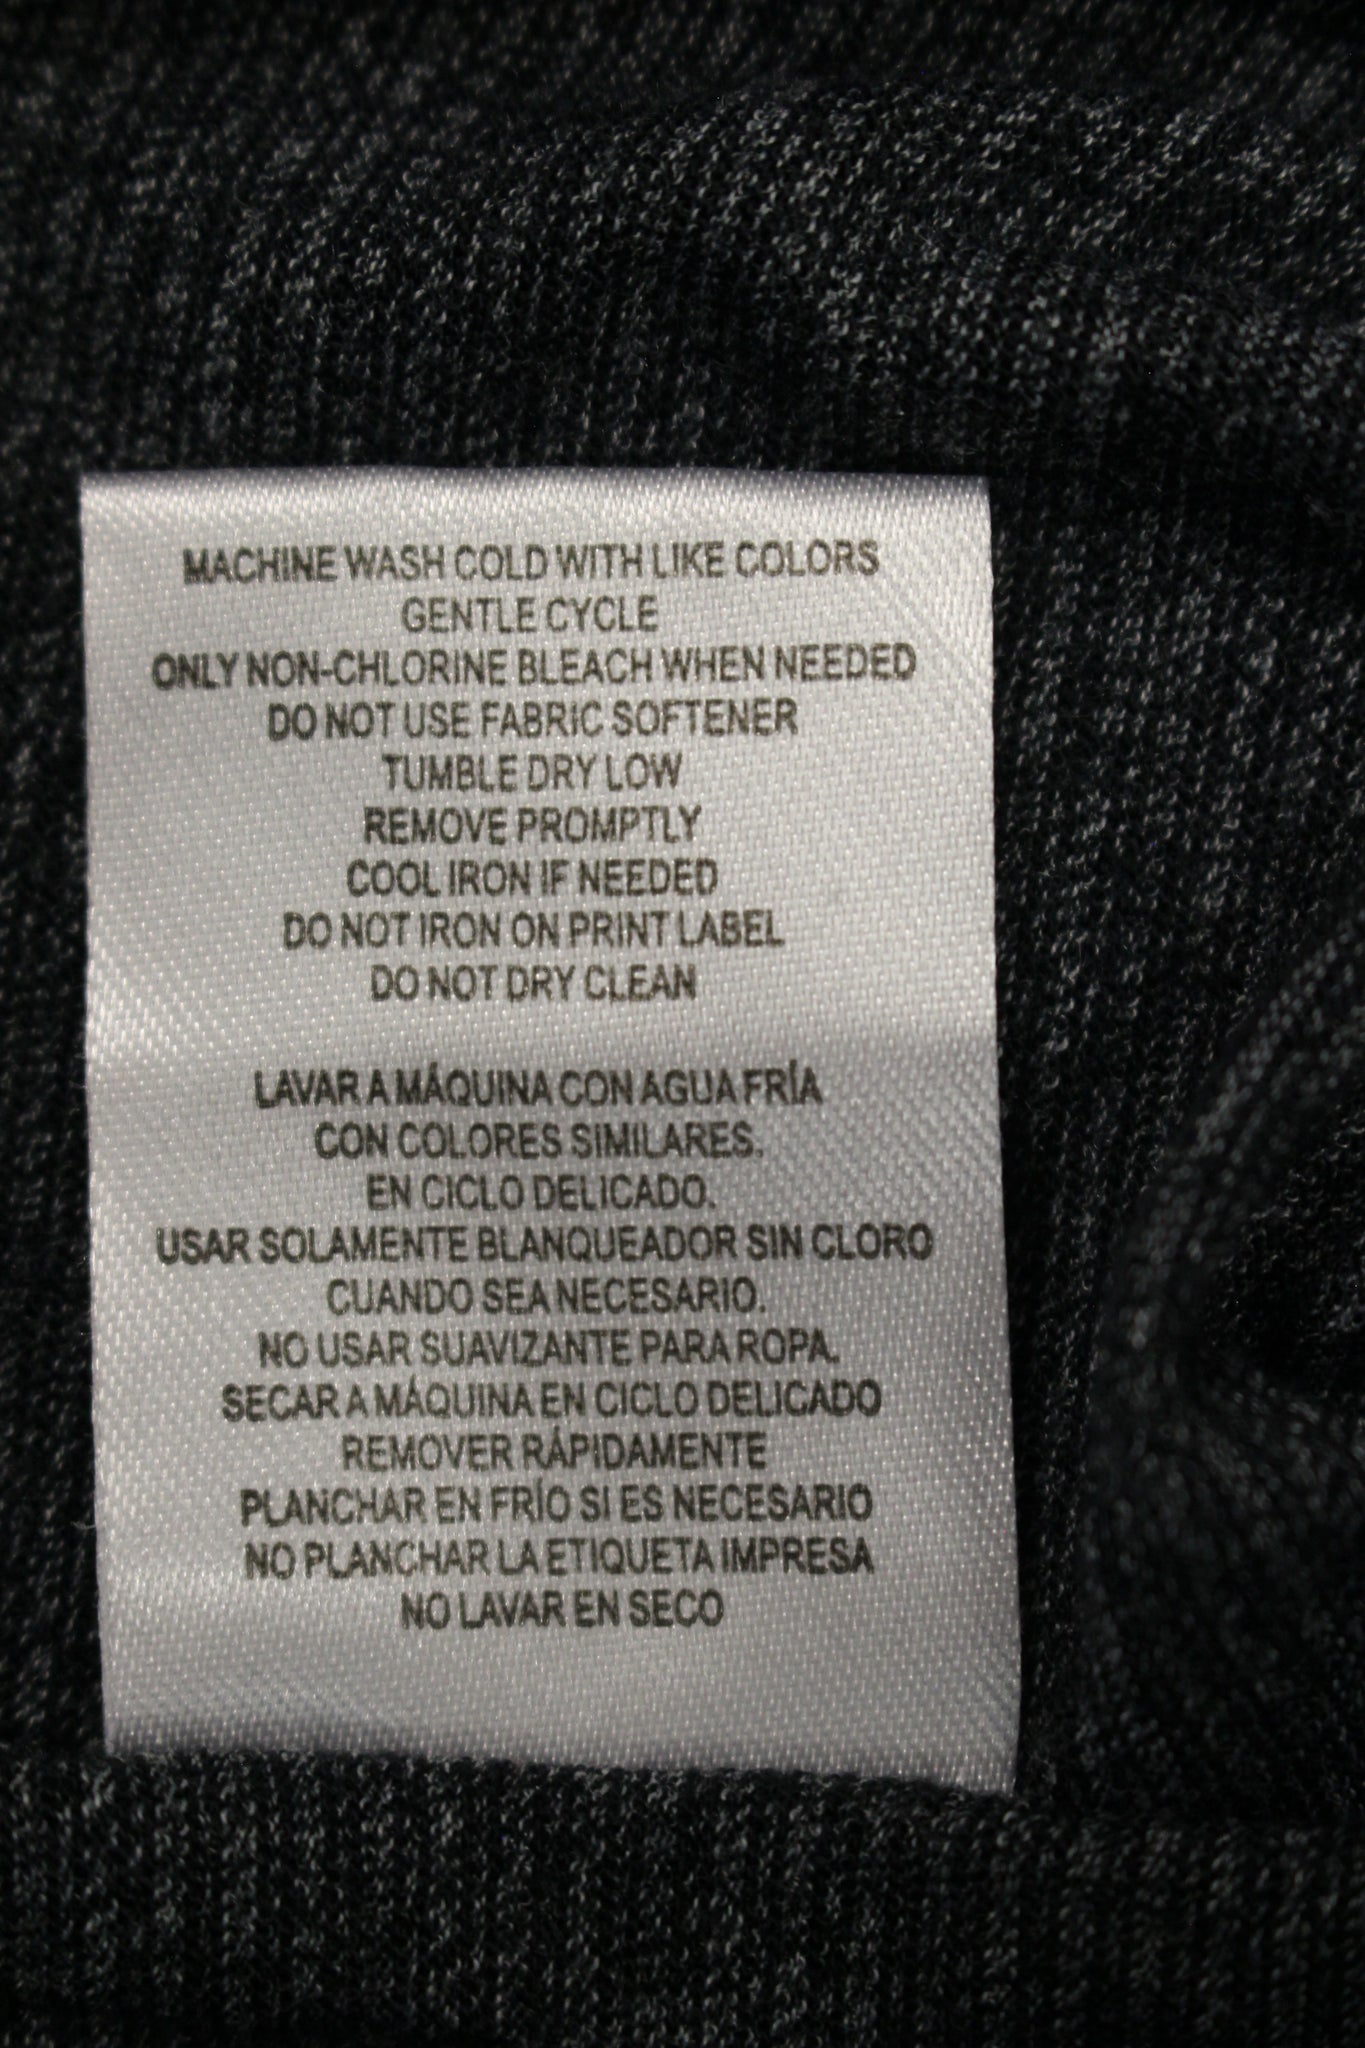 MACHINE WASH COLD WITH LIKE COLORS
GENTLE CYCLE
ONLY NON-CHLORINE BLEACH WHEN NEEDED
DO NOT USE FABRIC SOFTENER
TUMBLE DRY LOW
REMOVE PROMPTLY
COOL IRON IF NEEDED
DO NOT IRON ON PRINT LABEL
DO NOT DRY CLEAN
LAVAR A MÁQUINA CON AGUA FRÍA
CON COLORES SIMILARES.
EN CICLO DELICADO.
USAR SOLAMENTE BLANQUEADOR SIN CLORO
CUANDO SEA NECESARIO.
NO USAR SUAVIZANTE PARA ROPA.
SECAR A MÁQUINA EN CICLO DELICADO
REMOVER RÁPIDAMENTE
PLANCHAR EN FRÍO SI ES NECESARIO
NO PLANCHAR LA ETIQUETA IMPRESA
NO LAVAR EN SECO